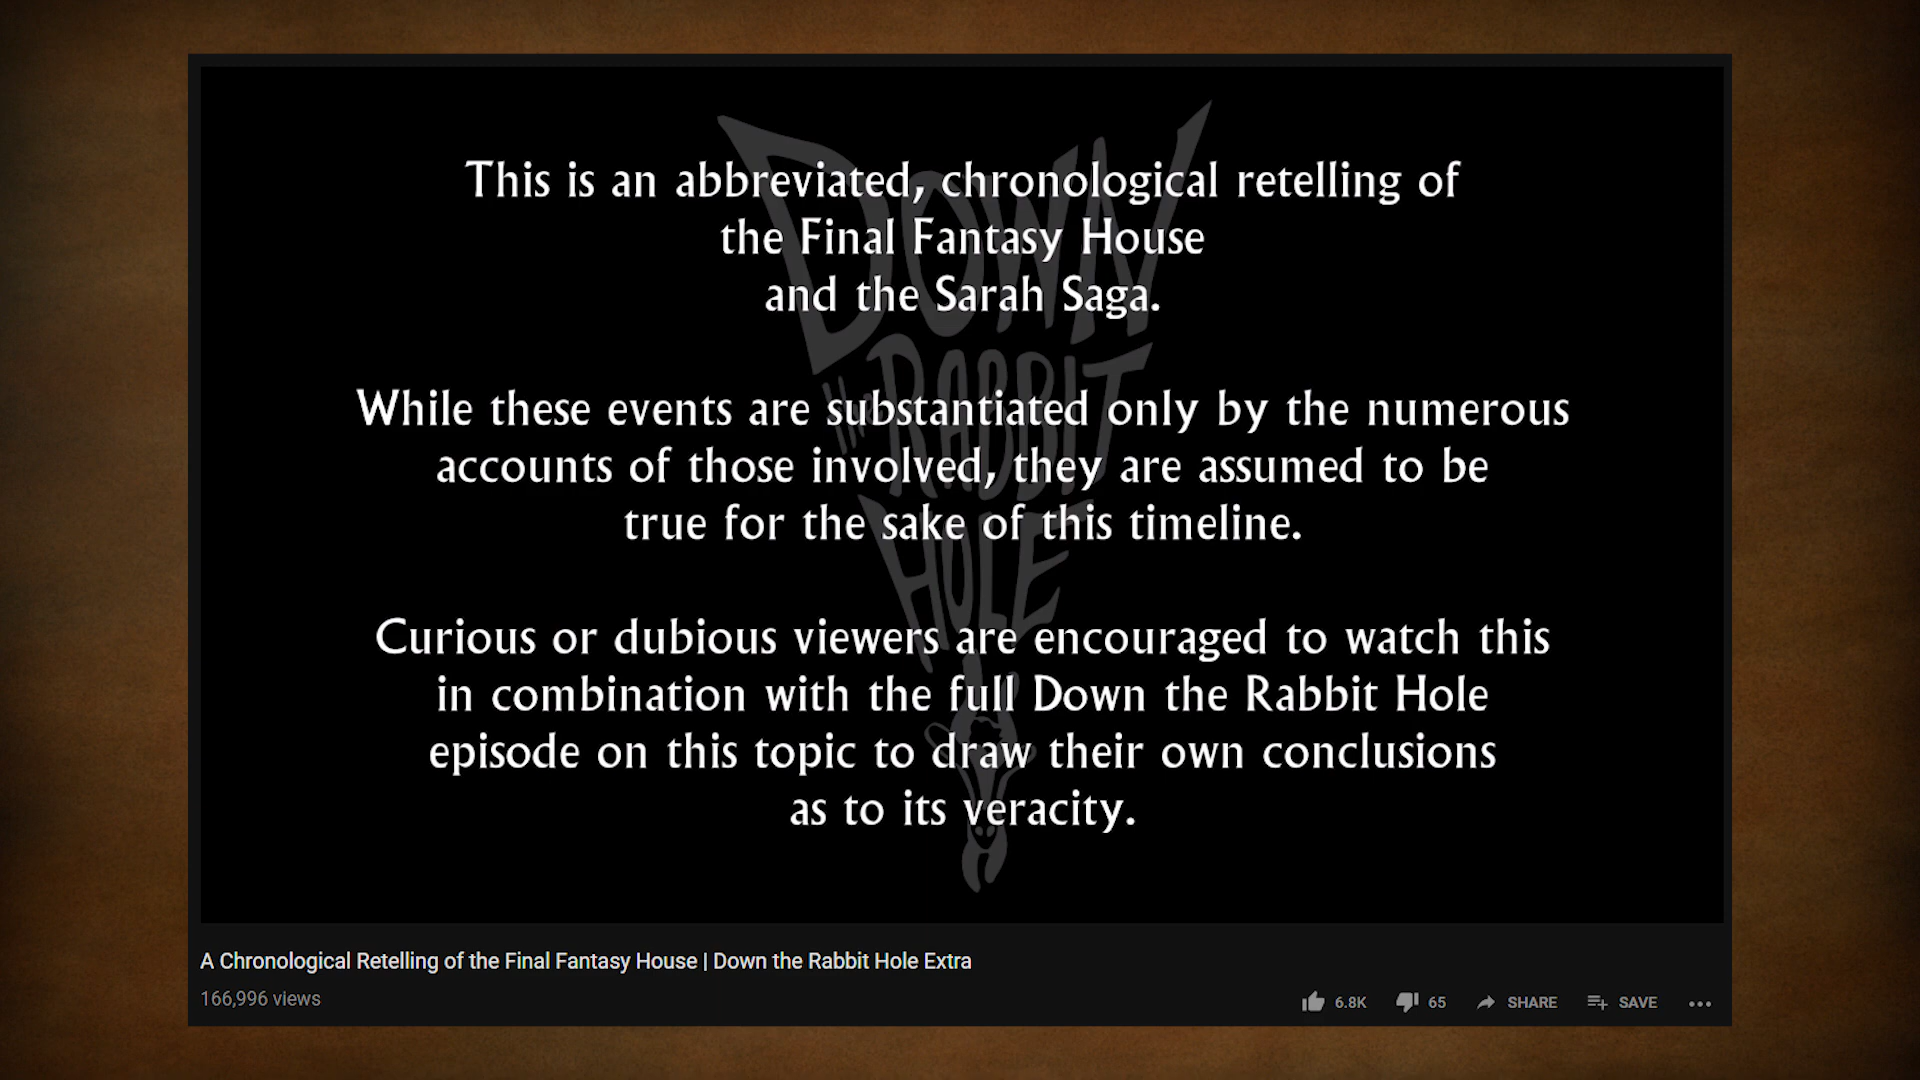 This is an abbreviated, chronological retelling of
the Final Fantasy House
and the Sarah Saga.
While these events are substantiated only by the numerous
accounts of those involved, they are assumed to be
true for the sake of this timeline.
Curious or dubious viewers are encouraged to watch this
in combination with the full Down the Rabbit Hole
episode on this topic to draw their own conclusions
as to its veracity.
DOWN
the RABBIT
HOLE
A Chronological Retelling of the Final Fantasy House | Down the Rabbit Hole Extra
166,996 views
6.8K 65 SHARE SAVE